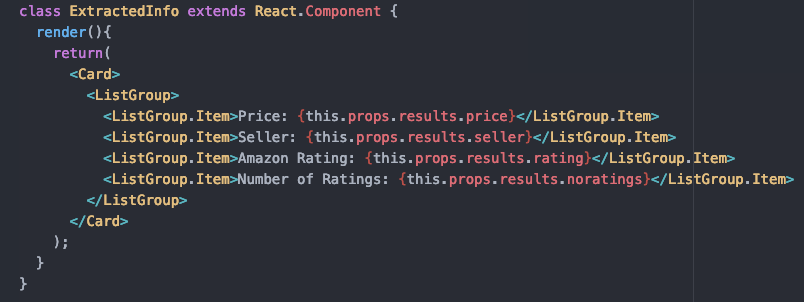 class ExtractedInfo extends React.Component {
  render(){
    return(
      <Card>
        <ListGroup>
          <ListGroup.Item>Price: {this.props.results.price}</ListGroup.Item>
          <ListGroup.Item>Seller: {this.props.results.seller}</ListGroup.Item>
          <ListGroup.Item>Amazon Rating: {this.props.results.rating}</ListGroup.Item>
          <ListGroup.Item>Number of Ratings: {this.props.results.noratings}</ListGroup.Item>
        </ListGroup>
      </Card>
    );
  }
}